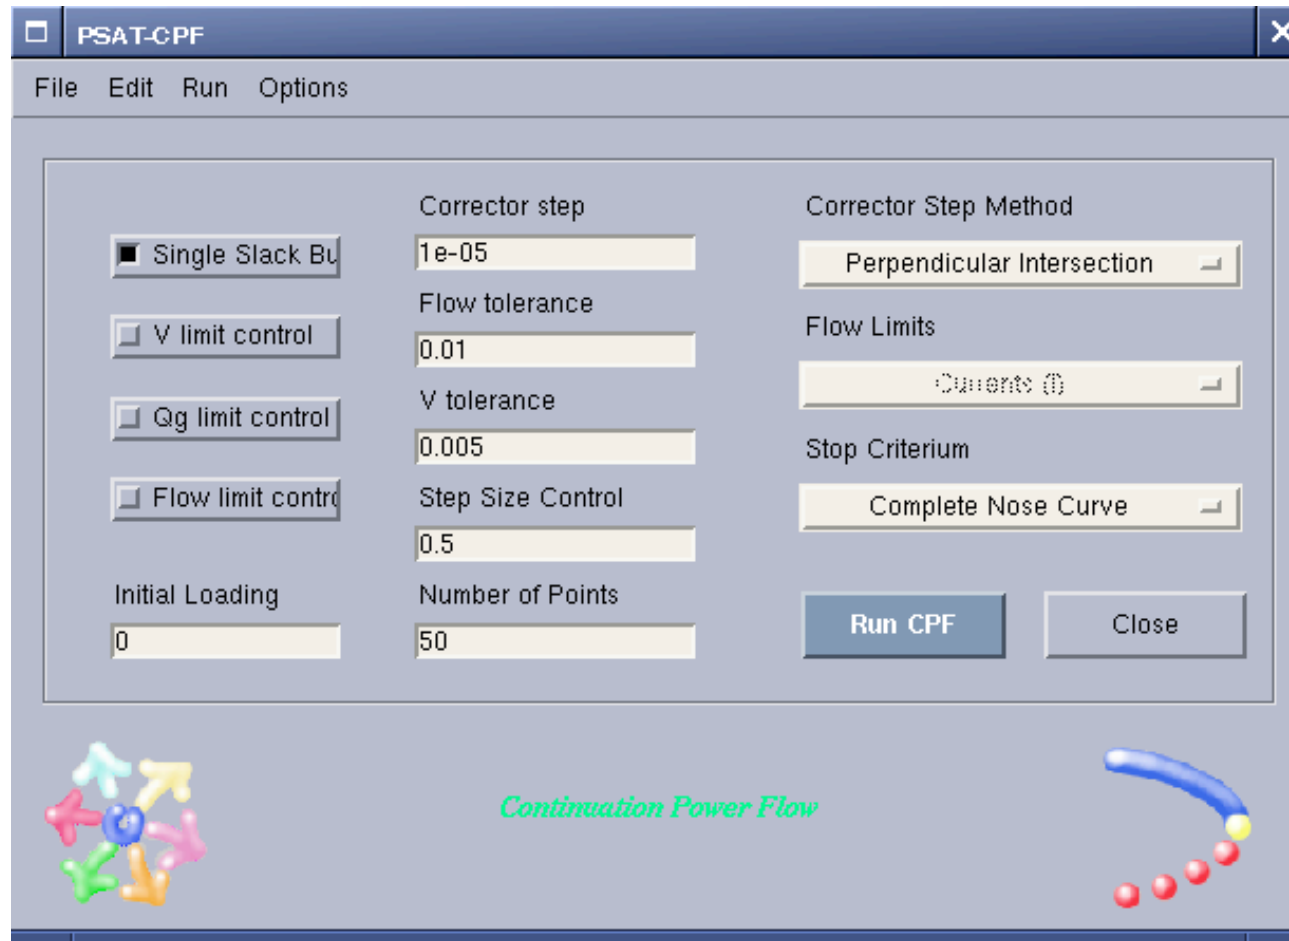 PSAT-CPF
File Edit Run Options
Single Slack Bu
V limit control
Qg limit control
Flow limit contro
Initial Loading
0
Corrector step
1e-05
Flow tolerance
0.01
V tolerance
0.005
Step Size Control
0.5
Number of Points
50
Corrector Step Method
Perpendicular Intersection
Flow Limits
Currents (I)
Stop Criterium
Complete Nose Curve
Run CPF
Close
Continuation Power Flow